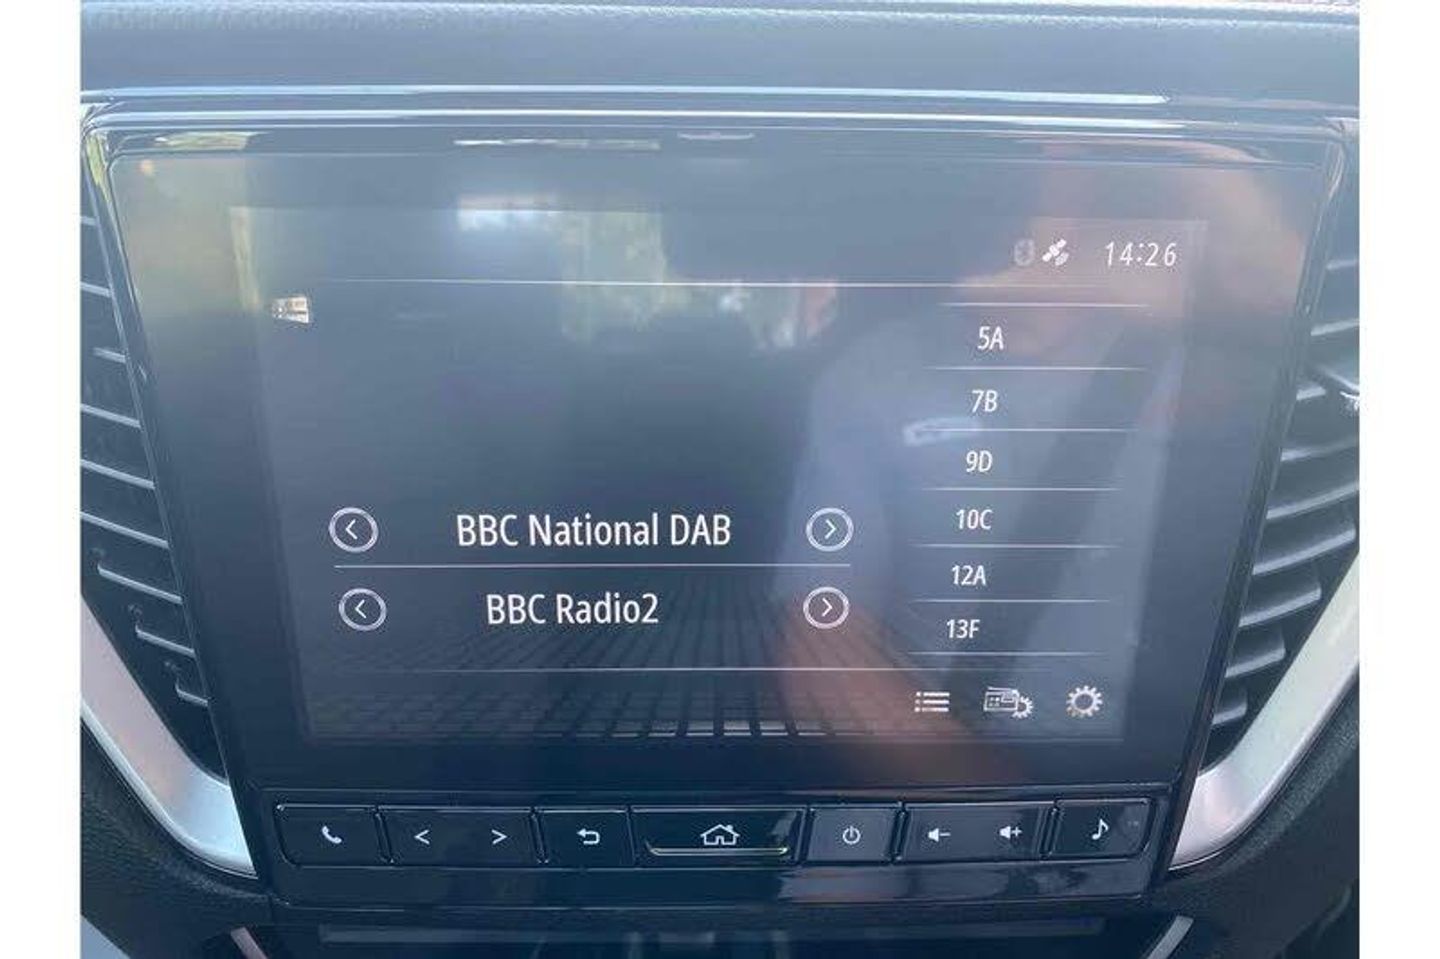 14:26
5A
7B
9D
10C
12A
13F
BBC National DAB
BBC Radio2